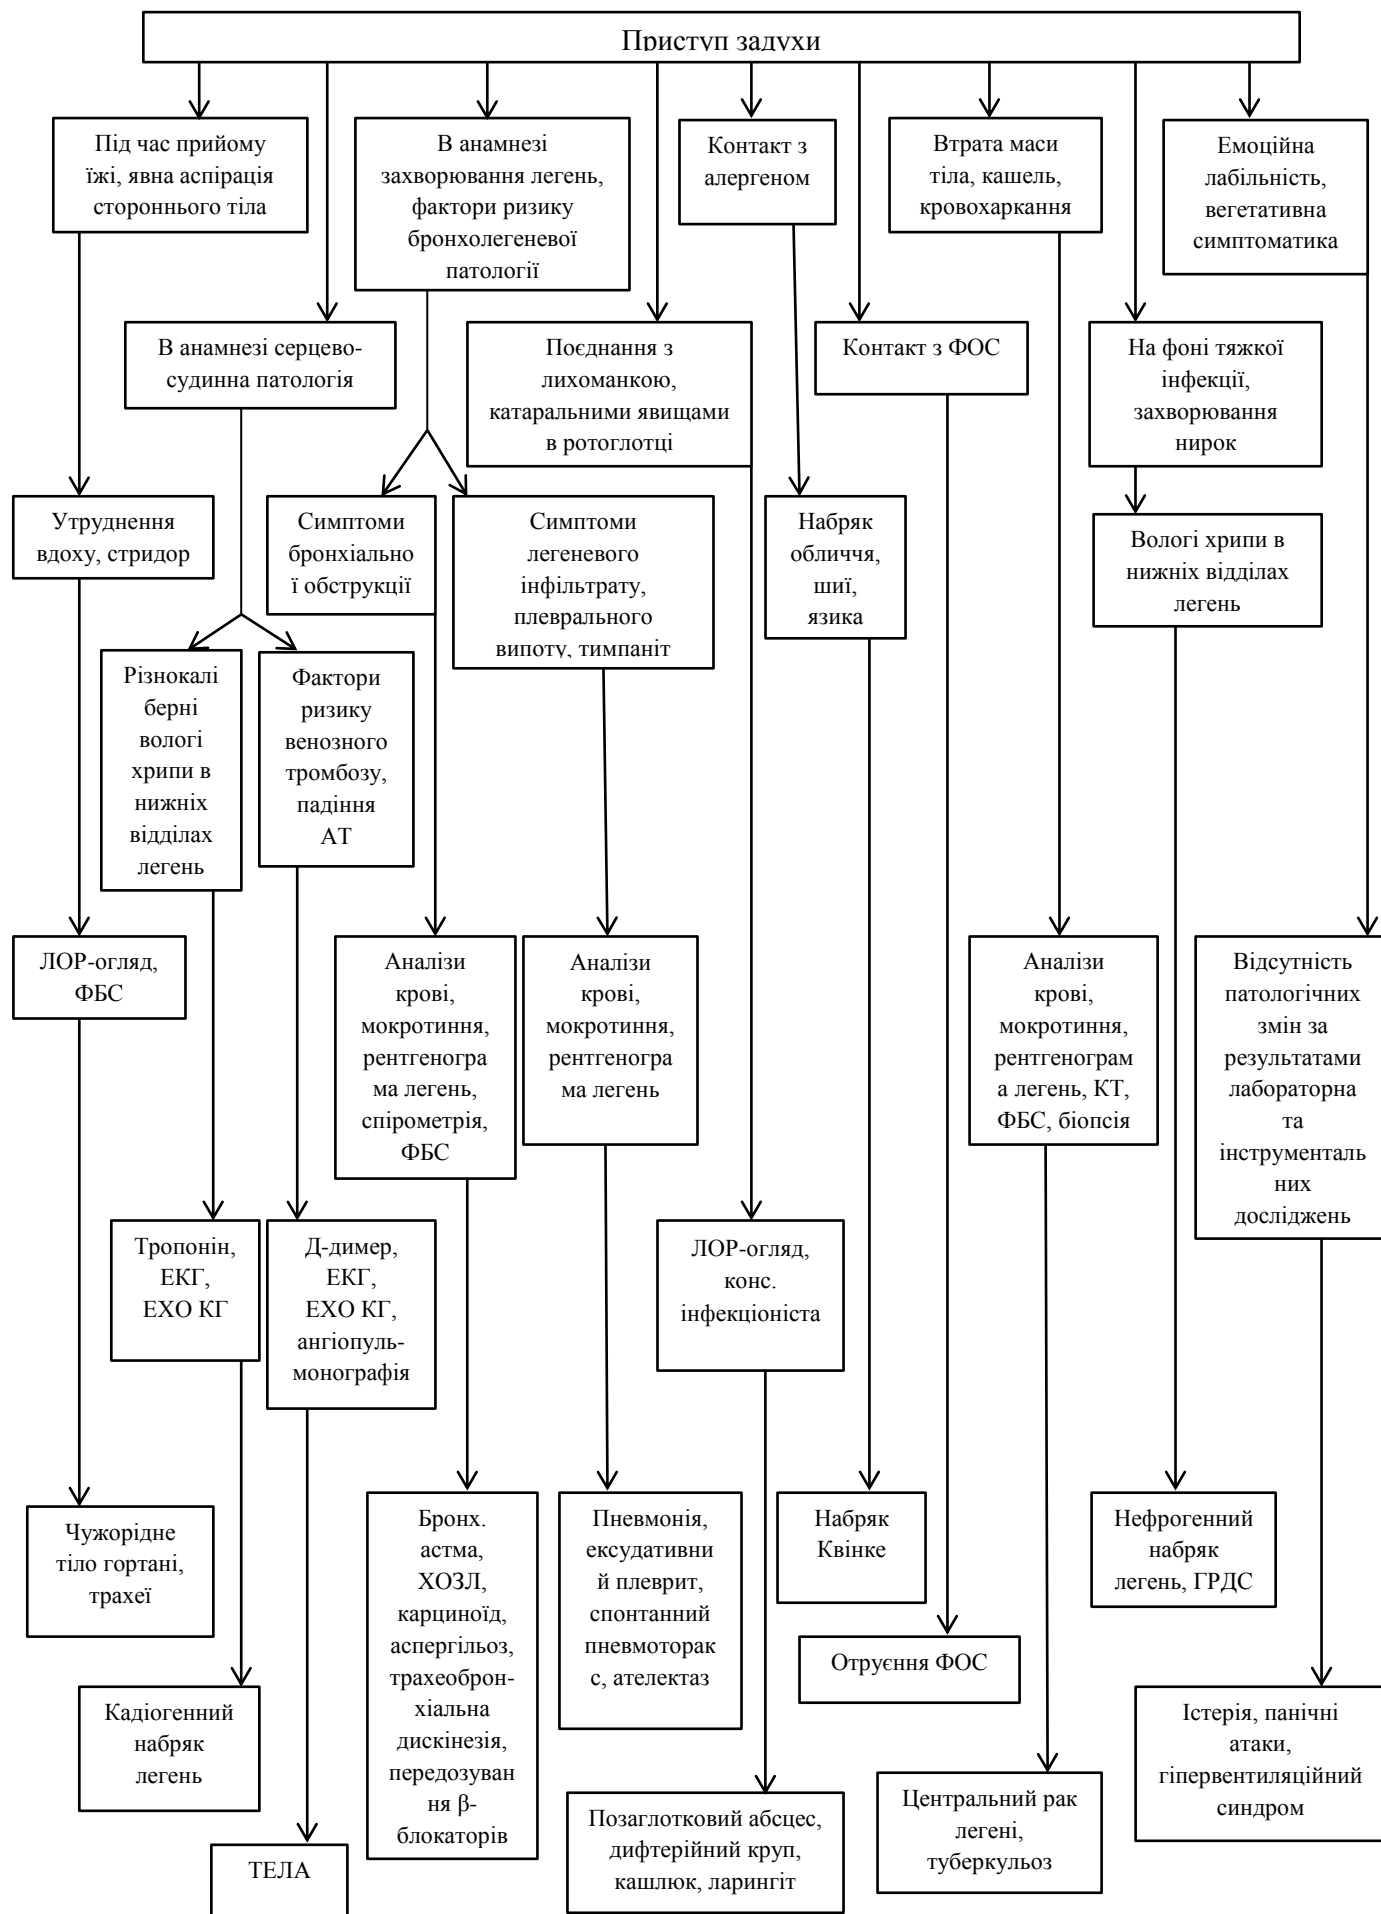 Приступ задухи
Під час прийому
їжі, явна аспірація
стороннього тіла
В анамнезі
захворювання легень,
фактори ризику
бронхолегеневої
патології
Контакт з
алергеном
Втрата маси
тіла, кашель,
кровохаркання
Емоційна
лабільність,
вегетативна
симптоматика
В анамнезі серцево-
судинна патологія
Поєднання з
лихоманкою,
катаральними явищами
в ротоглотці
Контакт з ФОС
На фоні тяжкої
інфекції,
захворювання
нирок
Утруднення
вдоху, стридор
Симптоми
бронхіально
ї обструкції
Симптоми
легеневого
інфільтрату,
плеврального
випоту, тимпаніт
Набряк
обличчя,
шиї,
язика
Вологі хрипи в
нижніх відділах
легень
Різнокалі
берні
вологі
хрипи в
нижніх
відділах
легень
Фактори
ризику
венозного
тромбозу,
падіння
АТ
ЛОР-огляд,
ФБС
Аналізи
крові,
мокротиння,
рентгеногра
ма легень,
спірометрія,
ФБС
Аналізи
крові,
мокротиння,
рентгеногра
ма легень
Аналізи
крові,
мокротиння,
рентгенограм
а легень, КТ,
ФБС, біопсія
Відсутність
патологічних
змін за
результатами
лабораторна
та
інструменталь
них
досліджень
Тропонін,
ЕКГ,
ЕХО КГ
Д-димер,
ЕКГ,
ЕХО КГ,
ангіопуль-
монографія
ЛОР-огляд,
конс.
інфекціоніста
Чужорідне
тіло гортані,
трахеї
Бронх.
астма,
ХОЗЛ,
карциноїд,
аспергільоз,
трахеоброн-
хіальна
дискінезія,
передозуван
ня β-
блокаторів
Пневмонія,
ексудативни
й плеврит,
спонтанний
пневмоторак
с, ателектаз
Набряк
Квінке
Нефрогенний
набряк
легень, ГРДС
Отруєння ФОС
Кадіогенний
набряк
легень
Істерія, панічні
атаки,
гіпервентиляційний
синдром
Позаглотковий абсцес,
дифтерійний круп,
кашлюк, ларингіт
Центральний рак
легені,
туберкульоз
ТЕЛА